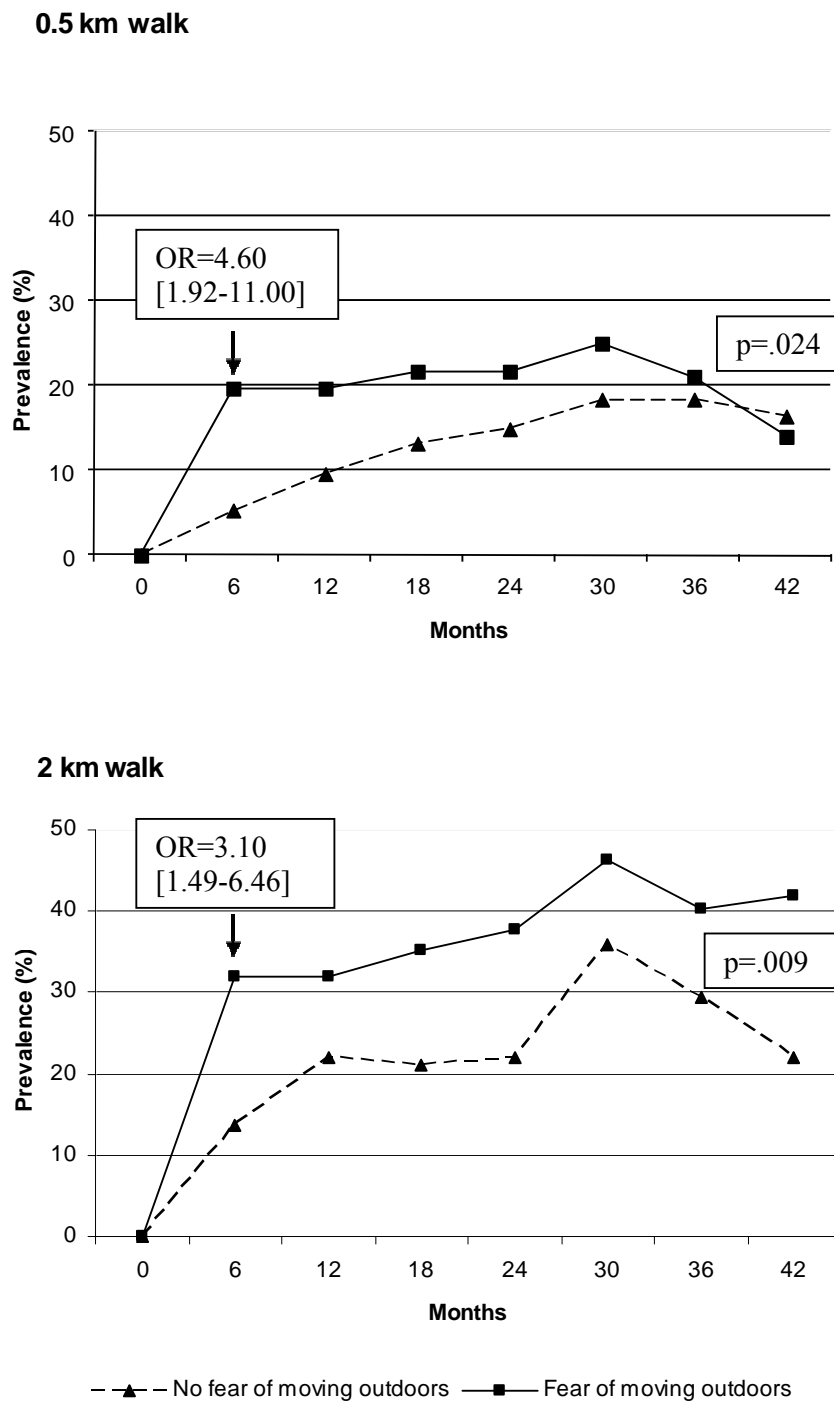 0.5 km walk
50
40
30
20
10
0
Prevalence (%)
OR=4.60
[1.92-11.00]
p=.024
0 6 12 18 24 30 36 42
Months
2 km walk
50
40
30
20
10
0
Prevalence (%)
OR=3.10
[1.49-6.46]
p=.009
0 6 12 18 24 30 36 42
Months
No fear of moving outdoors Fear of moving outdoors